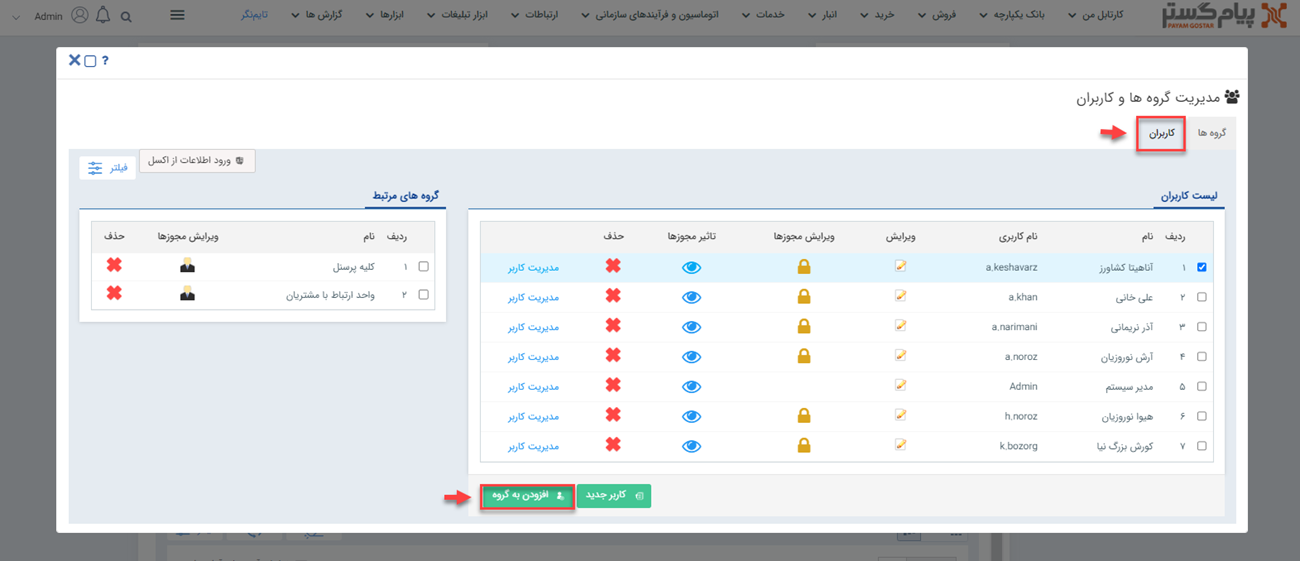 پیام گستر
PAYAM GOSTAR
کارتابل من
بانک یکپارچه
فروش
خرید
انبار
خدمات
اتوماسیون و فرآیندهای سازمانی
ارتباطات
ابزار تبلیغات
ابزارها
گزارش ها
تایم‌نگر
Admin
?
مدیریت گروه ها و کاربران
گروه ها
کاربران
ورود اطلاعات از اکسل
فیلتر
لیست کاربران
ردیف نام نام کاربری ویرایش ویرایش مجوزها تاثیر مجوزها حذف
۱ آناهیتا کشاورز a.keshavarz مدیریت کاربر
۲ علی خانی a.khan مدیریت کاربر
۳ آذر نریمانی a.narimani مدیریت کاربر
۴ آرش نوروزیان a.noroz مدیریت کاربر
۵ مدیر سیستم Admin مدیریت کاربر
۶ هیوا نوروزیان h.noroz مدیریت کاربر
۷ کورش بزرگ نیا k.bozorg مدیریت کاربر
کاربر جدید
افزودن به گروه
گروه های مرتبط
ردیف نام ویرایش مجوزها حذف
۱ کلیه پرسنل
۲ واحد ارتباط با مشتریان